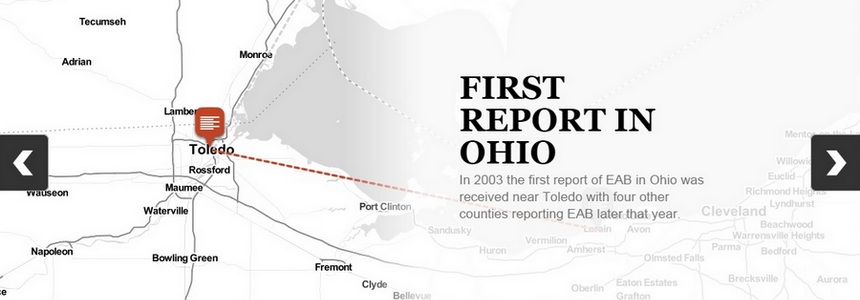 Tecumseh
Adrian
Monroe
Lamber
Toledo
Rossford
Wauseon
Maumee
Waterville
Napoleon
Bowling Green
Port Clinton
Fremont
Clyde
Bellevue
FIRST
REPORT IN
OHIO
In 2003 the first report of EAB in Ohio was
received near Toledo with four other
counties reporting EAB later that year.
Sandusky
Huron
Vermilion
Lorain
Amherst
Avon
Cleveland
Oberlin
Eaton Estates
Grafton
Olmsted Falls
Parma
Willowick
Euclid
Richmond Heights
Lyndhurst
Beachwood
Warrensville Heights
Bedford
Brecksville
Aurora